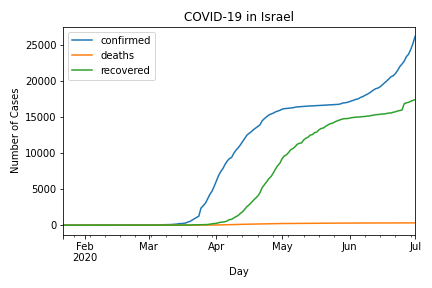 COVID-19 in Israel
confirmed
deaths
recovered
Number of Cases
25000
20000
15000
10000
5000
0
Feb
2020
Mar
Apr
May
Jun
Jul
Day